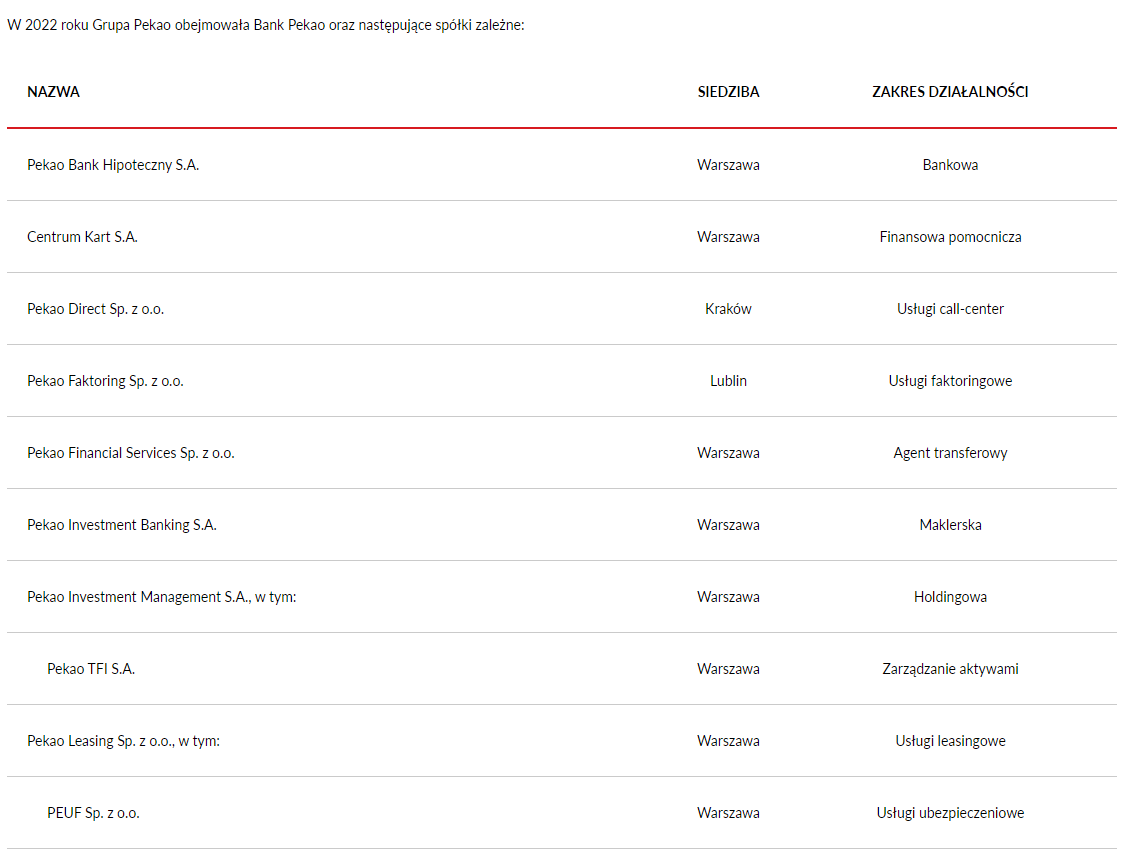 W 2022 roku Grupa Pekao obejmowała Bank Pekao oraz następujące spółki zależne:
NAZWA SIEDZIBA ZAKRES DZIAŁALNOŚCI
Pekao Bank Hipoteczny S.A. Warszawa Bankowa
Centrum Kart S.A. Warszawa Finansowa pomocnicza
Pekao Direct Sp. z o.o. Kraków Usługi call-center
Pekao Faktoring Sp. z o.o. Lublin Usługi faktoringowe
Pekao Financial Services Sp. z o.o. Warszawa Agent transferowy
Pekao Investment Banking S.A. Warszawa Maklerska
Pekao Investment Management S.A., w tym: Warszawa Holdingowa
Pekao TFI S.A. Warszawa Zarządzanie aktywami
Pekao Leasing Sp. z o.o., w tym: Warszawa Usługi leasingowe
PEUF Sp. z o.o. Warszawa Usługi ubezpieczeniowe